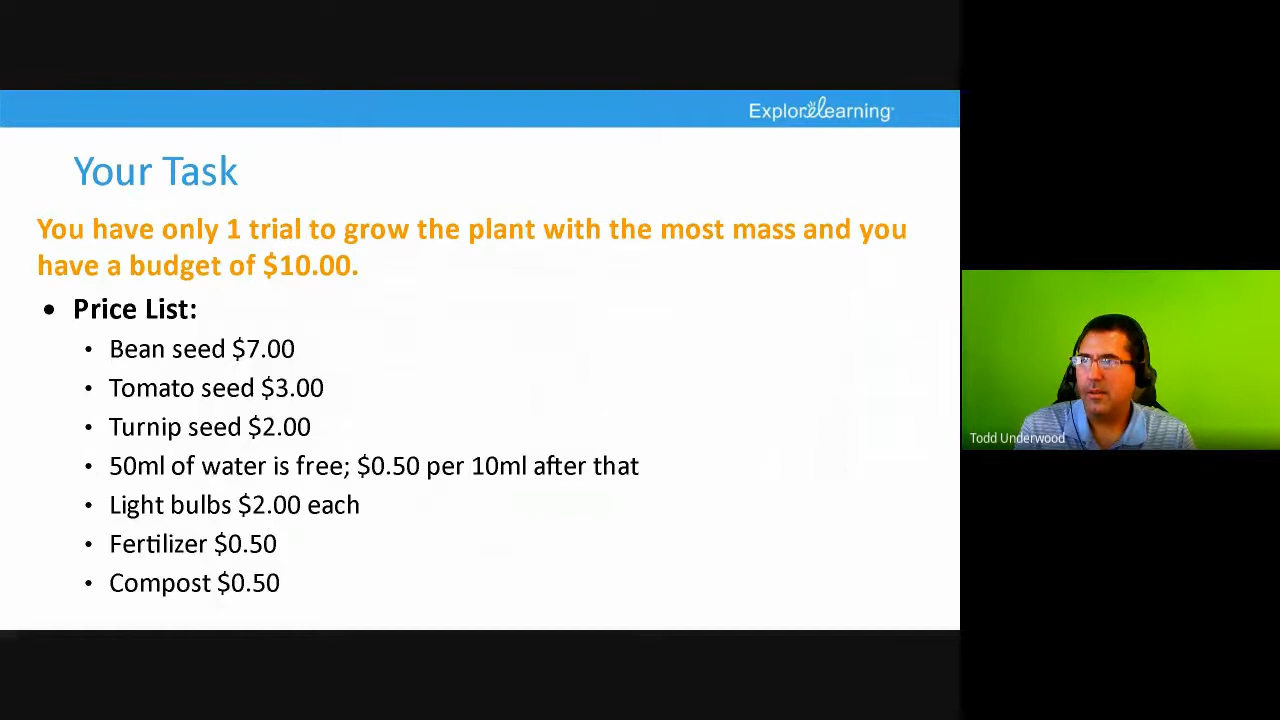 ExploreLearning
Your Task
You have only 1 trial to grow the plant with the most mass and you
have a budget of $10.00.
• Price List:
• Bean seed $7.00
• Tomato seed $3.00
• Turnip seed $2.00
• 50ml of water is free; $0.50 per 10ml after that
• Light bulbs $2.00 each
• Fertilizer $0.50
• Compost $0.50
Todd Underwood